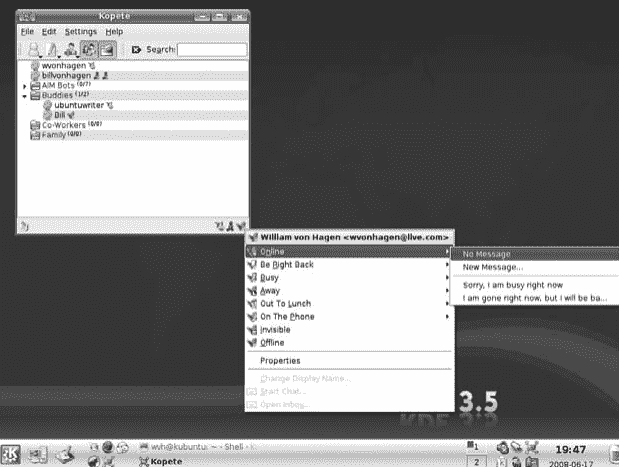 Kopete
File Edit Settings Help
Search:
wvonhagen
billvonhagen
AIM Bots (0/7)
Buddies (1/2)
ubuntuwriter
Bill
Co-Workers (0/0)
Family (0/0)
William von Hagen <wvonhagen@live.com>
Online
Be Right Back
Busy
Away
Out To Lunch
On The Phone
Invisible
Offline
Properties
Change Display Name...
Start Chat...
Open Inbox...
No Message
New Message...
Sorry, I am busy right now
I am gone right now, but I will be ba...
KDE 3.5
wvh@kubuntu: ~ - Shell - K
Kopete
1
2
19:47
2008-06-17